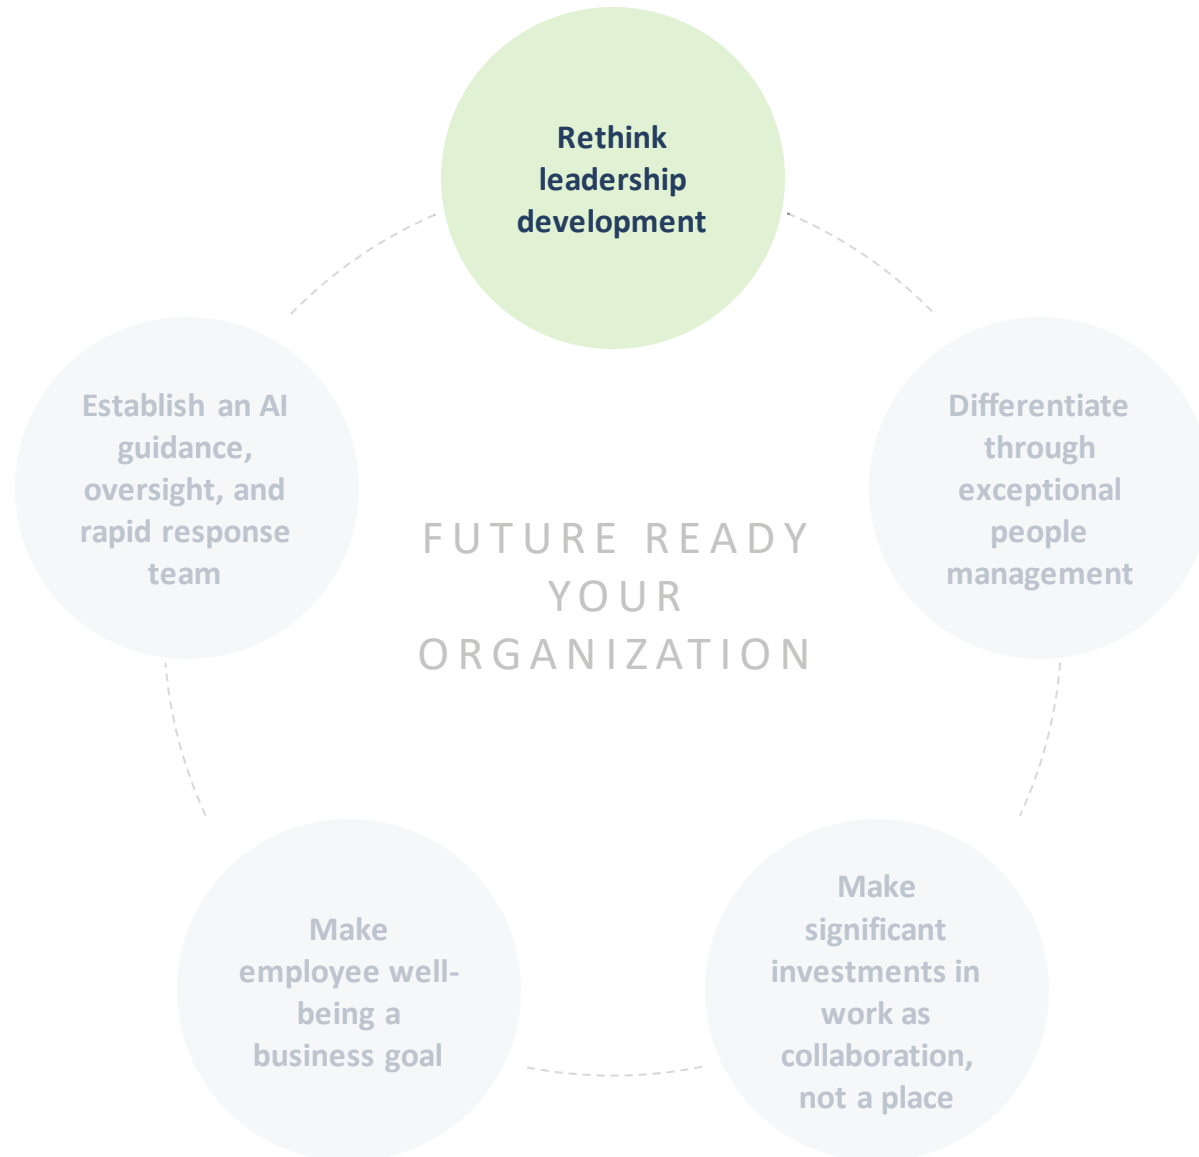 Rethink
leadership
development
Differentiate
through
exceptional
people
management
Make
significant
investments in
work as
collaboration,
not a place
Make
employee well-
being a
business goal
Establish an AI
guidance,
oversight, and
rapid response
team
FUTURE READY
YOUR
ORGANIZATION